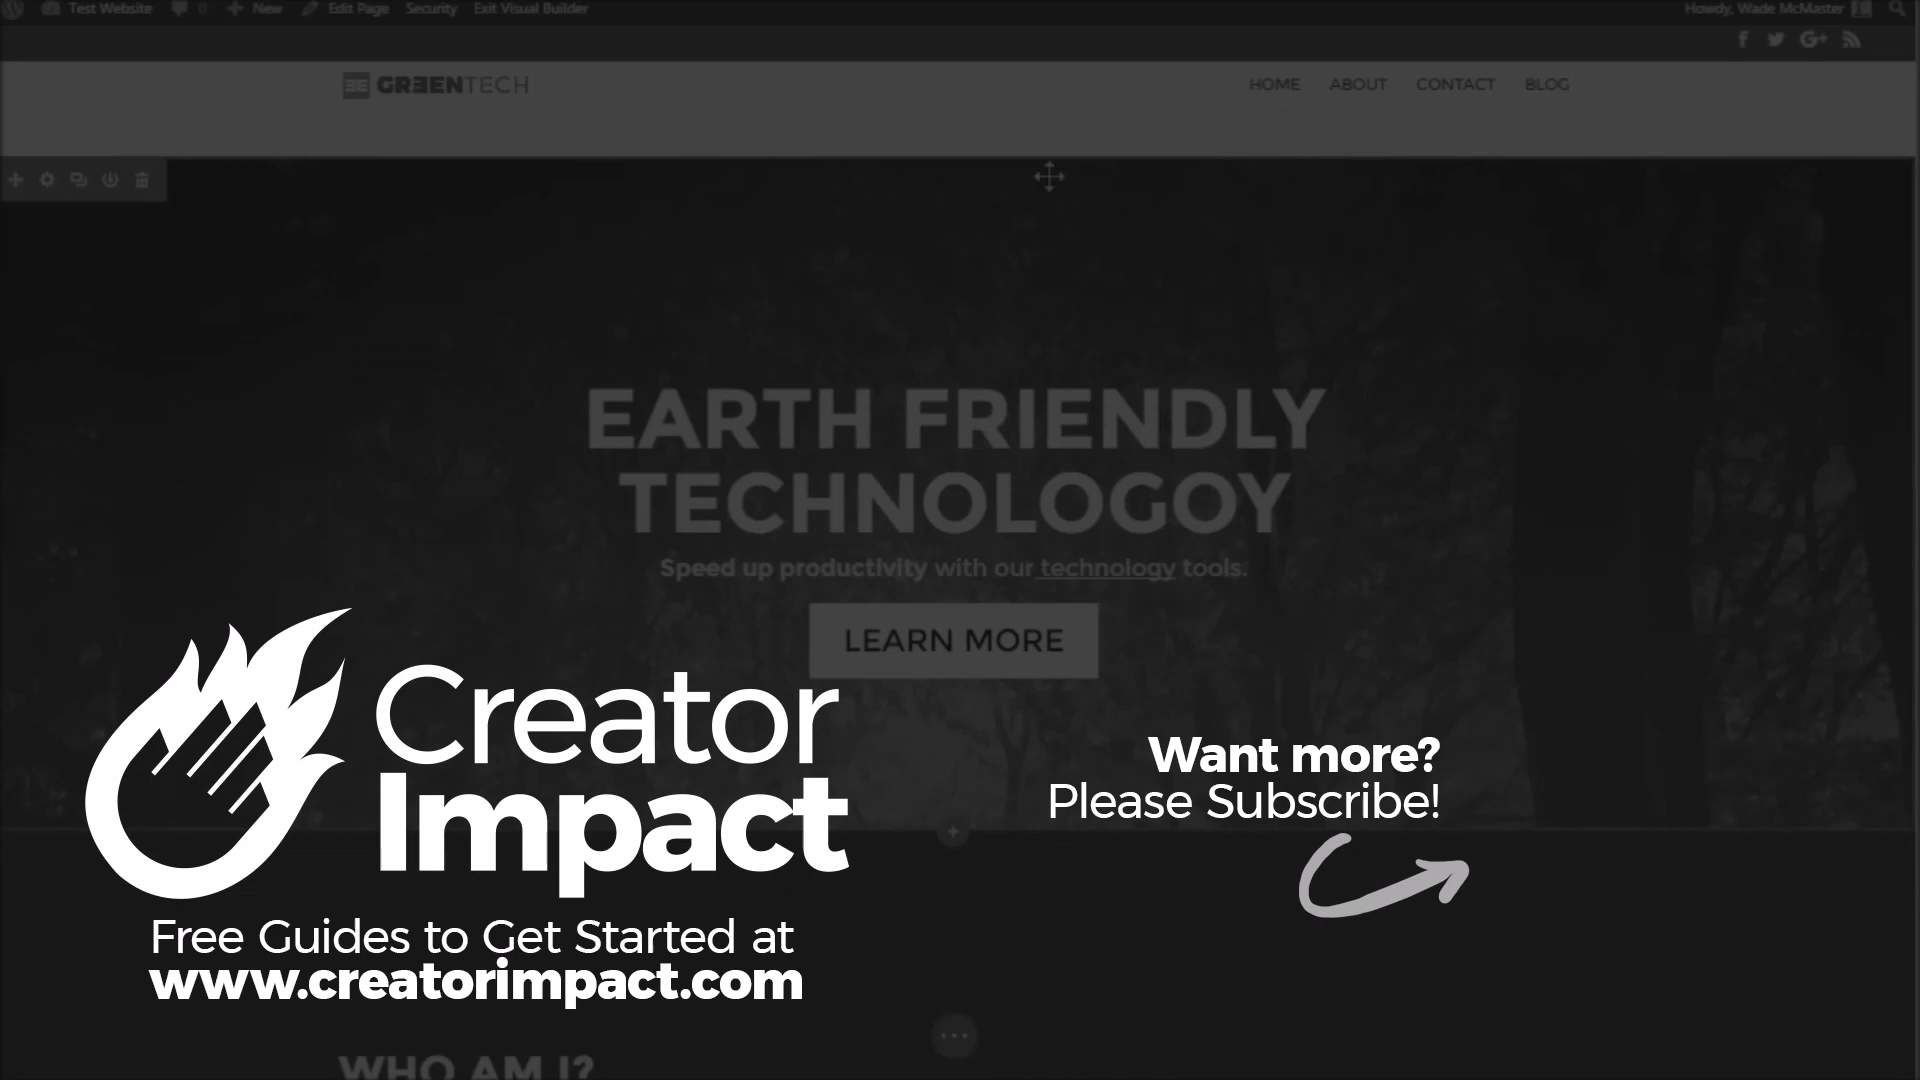 Test Website 0 New Edit Page Security Exit Visual Builder Howdy, Wade McMaster
GREENTECH HOME ABOUT CONTACT BLOG
EARTH FRIENDLY
TECHNOLOGOY
Speed up productivity with our technology tools.
LEARN MORE
Creator
Impact
Want more?
Please Subscribe!
Free Guides to Get Started at
www.creatorimpact.com
WHO AM I?